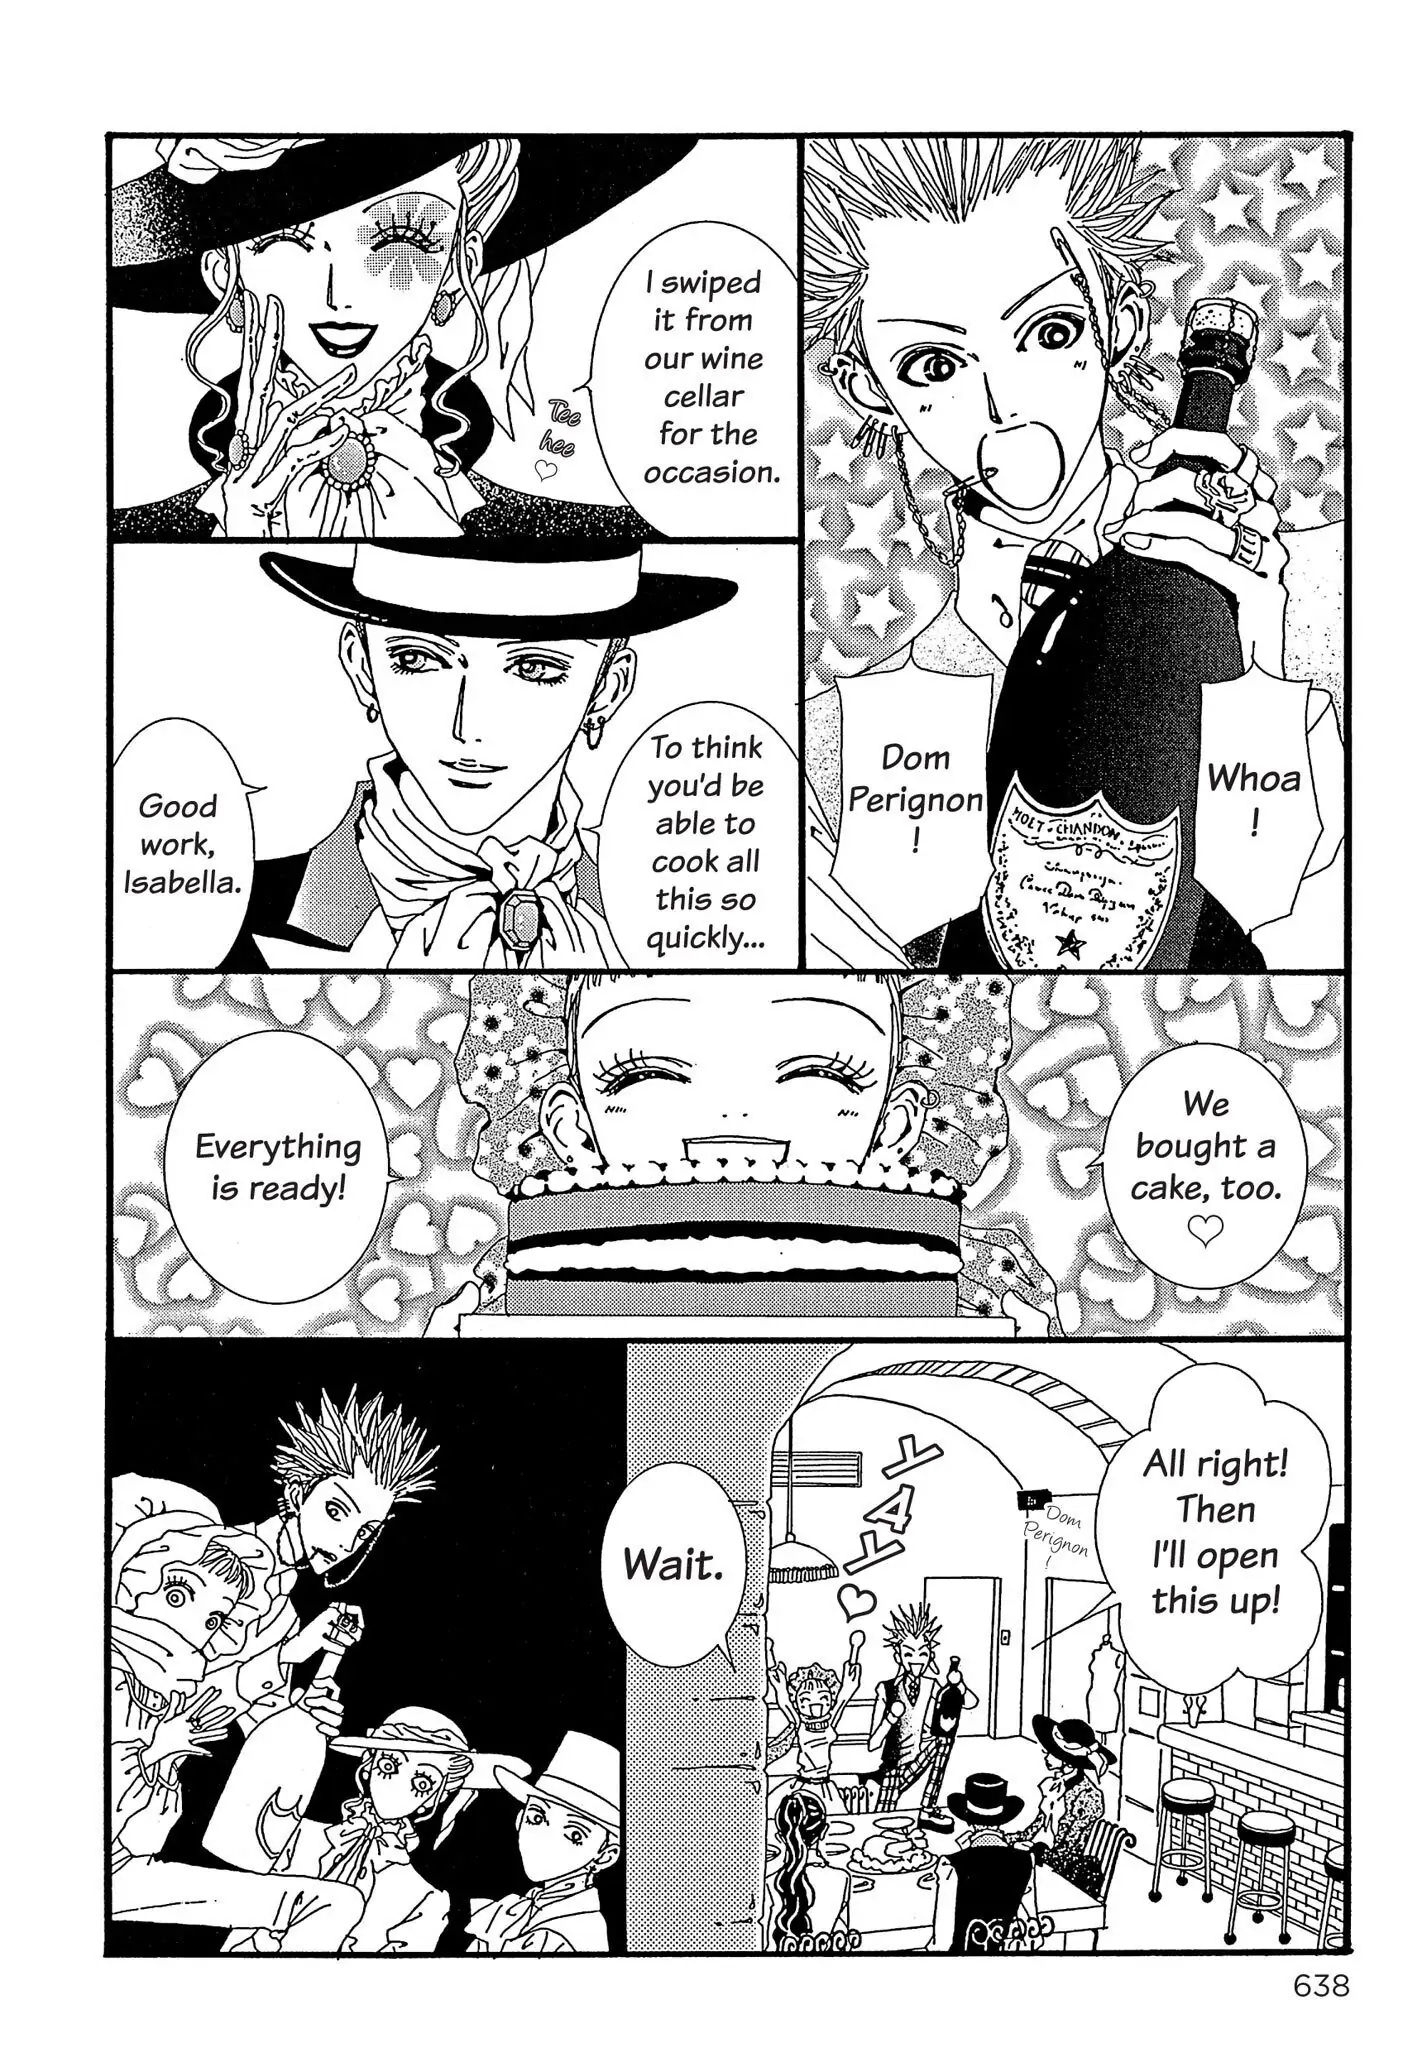 Whoa
!
Dom
Perignon
!
I swiped
it from
our wine
cellar
for the
occasion.
Tee
hee
♡
To think
you'd be
able to
cook all
this so
quickly...
Good
work,
Isabella.
We
bought a
cake, too.
♡
Everything
is ready!
All right!
Then
I'll open
this up!
Dom
Perignon
!
YAY♡
Wait.
638